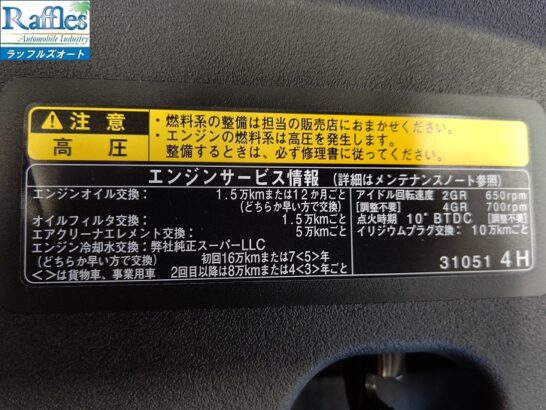 Raffles
Automobile Industry
ラッフルズオート
注意
高圧
・燃料系の整備は担当の販売店におまかせください。
・エンジンの燃料系は高圧を発生します。
整備するときは、必ず修理書に従ってください。
エンジンサービス情報 (詳細はメンテナンスノート参照)
エンジンオイル交換: 1.5万kmまたは12か月ごと
(どちらか早い方で交換)
オイルフィルタ交換: 1.5万kmごと
エアクリーナエレメント交換: 5万kmごと
エンジン冷却水交換: 弊社純正スーパーLLC
(どちらか早い方で交換) 初回16万kmまたは7<5>年
<>は貨物車、事業用車 2回目以降は8万kmまたは4<3>年ごと
アイドル回転速度 2GR 650rpm
[調整不要] 4GR 700rpm
点火時期 10° BTDC [調整不要]
イリジウムプラグ交換: 10万kmごと
31051 4H